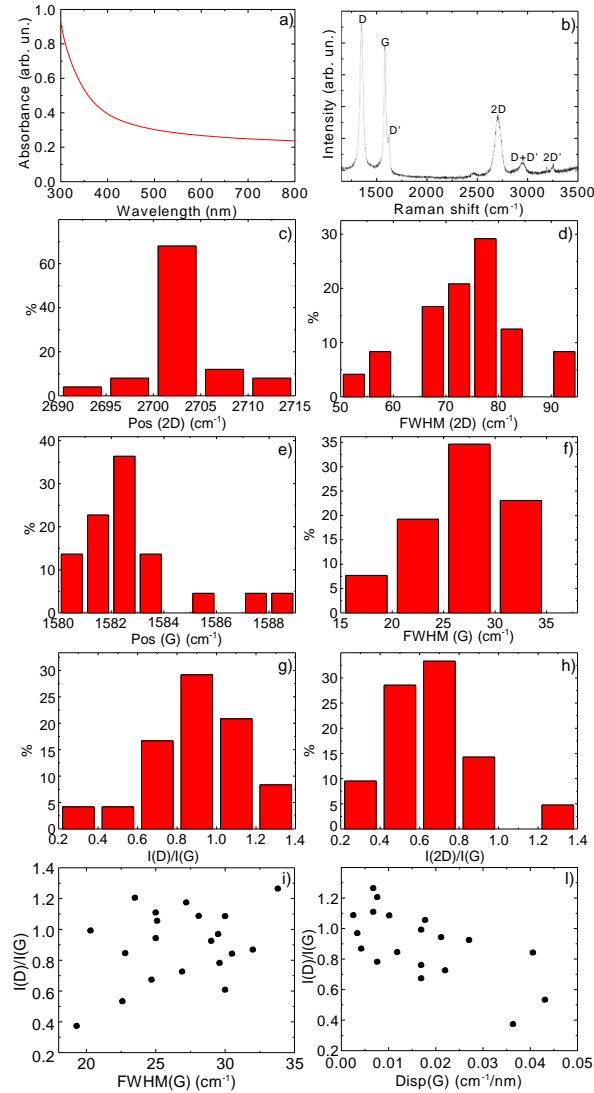 a)
1.0
0.8
0.6
0.4
0.2
0.0
Absorbance (arb. un.)
300 400 500 600 700 800
Wavelength (nm)
b)
D
G
D'
2D
D+D'
2D'
Intensity (arb. un.)
1500 2000 2500 3000 3500
Raman shift (cm⁻¹)
c)
60
40
20
0
%
2690 2695 2700 2705 2710 2715
Pos (2D) (cm⁻¹)
d)
30
20
10
0
%
50 60 70 80 90
FWHM (2D) (cm⁻¹)
e)
40
30
20
10
0
%
1580 1582 1584 1586 1588
Pos (G) (cm⁻¹)
f)
35
30
25
20
15
10
5
0
%
15 20 25 30 35
FWHM (G) (cm⁻¹)
g)
30
25
20
15
10
5
0
%
0.2 0.4 0.6 0.8 1.0 1.2 1.4
I(D)/I(G)
h)
35
30
25
20
15
10
5
0
%
0.2 0.4 0.6 0.8 1.0 1.2 1.4
I(2D)/I(G)
i)
1.2
1.0
0.8
0.6
0.4
0.2
I(D)/I(G)
20 25 30 35
FWHM(G) (cm⁻¹)
l)
1.2
1.0
0.8
0.6
0.4
0.2
I(D)/I(G)
0.00 0.01 0.02 0.03 0.04 0.05
Disp(G) (cm⁻¹/nm)